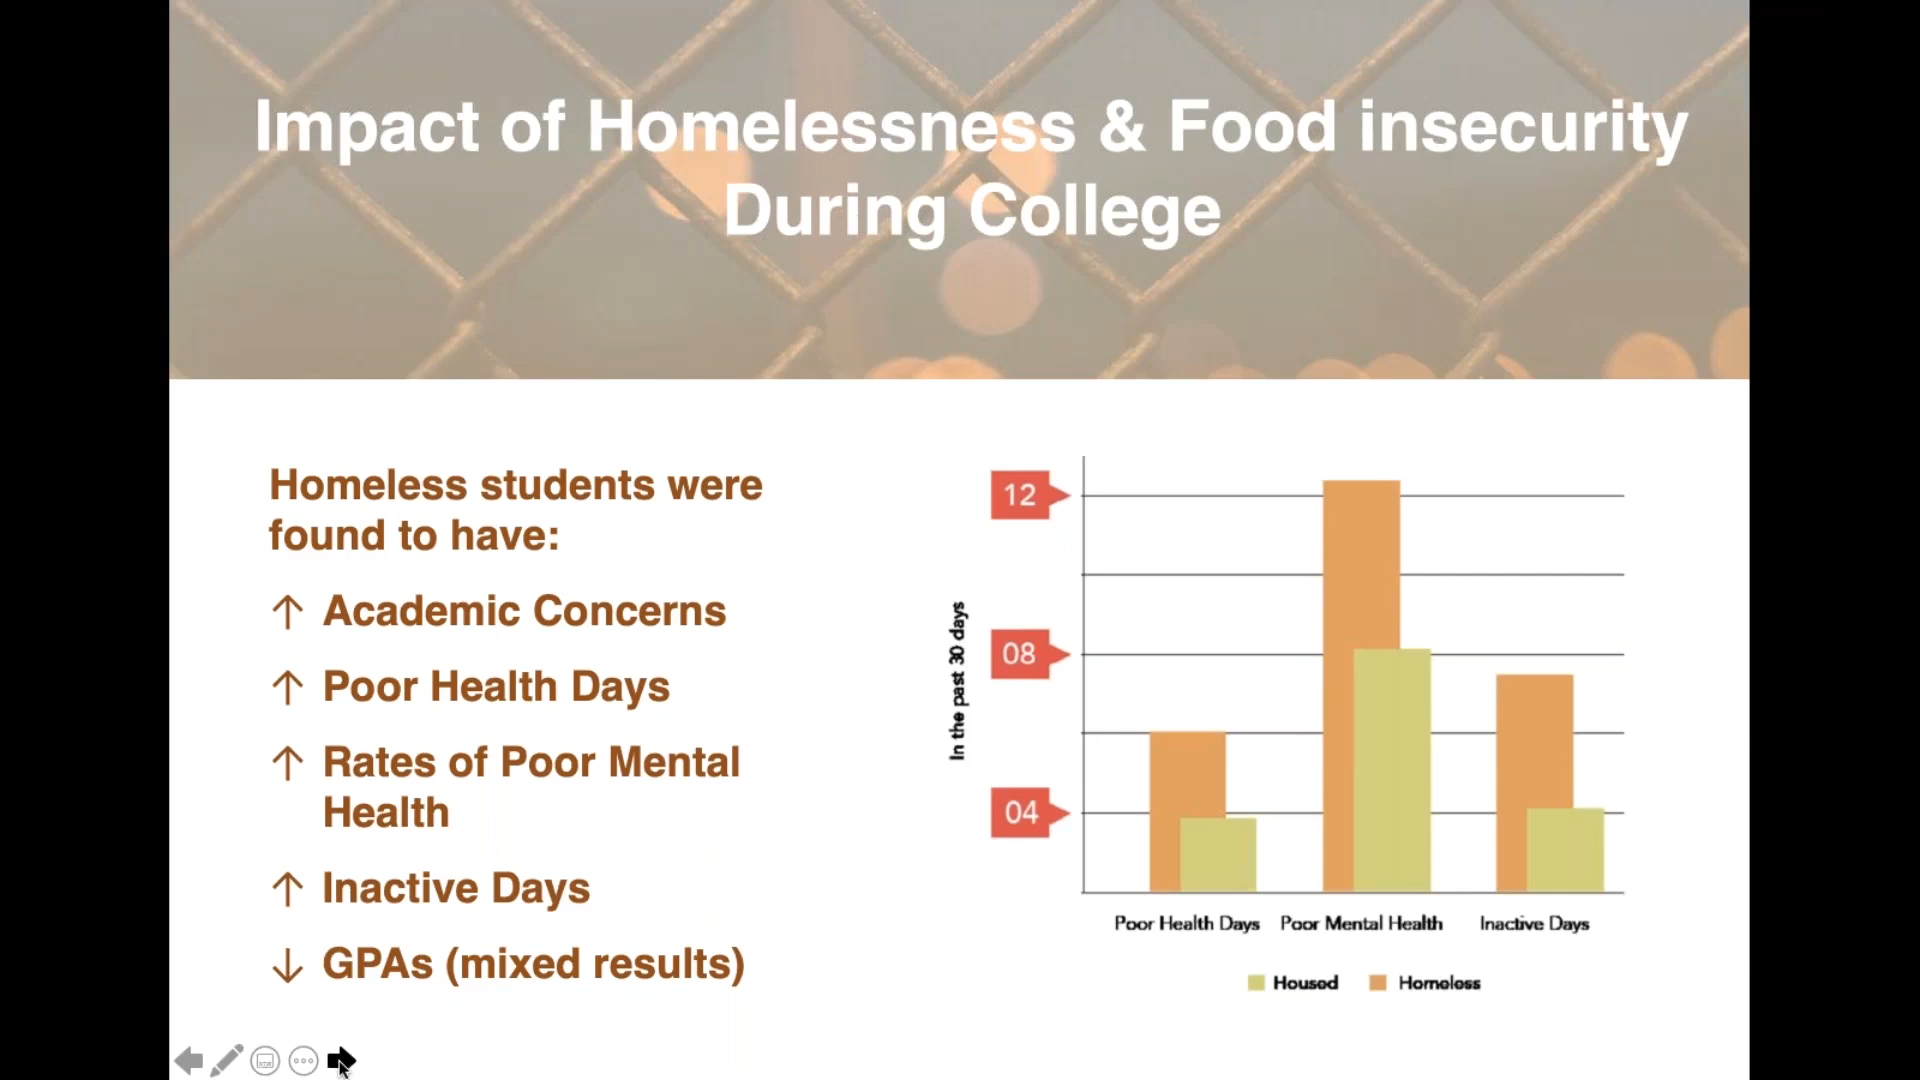 Impact of Homelessness & Food insecurity
During College
Homeless students were
found to have:
↑ Academic Concerns
↑ Poor Health Days
↑ Rates of Poor Mental
Health
↑ Inactive Days
↓ GPAs (mixed results)
In the past 30 days
12
08
04
Poor Health Days Poor Mental Health Inactive Days
Housed Homeless